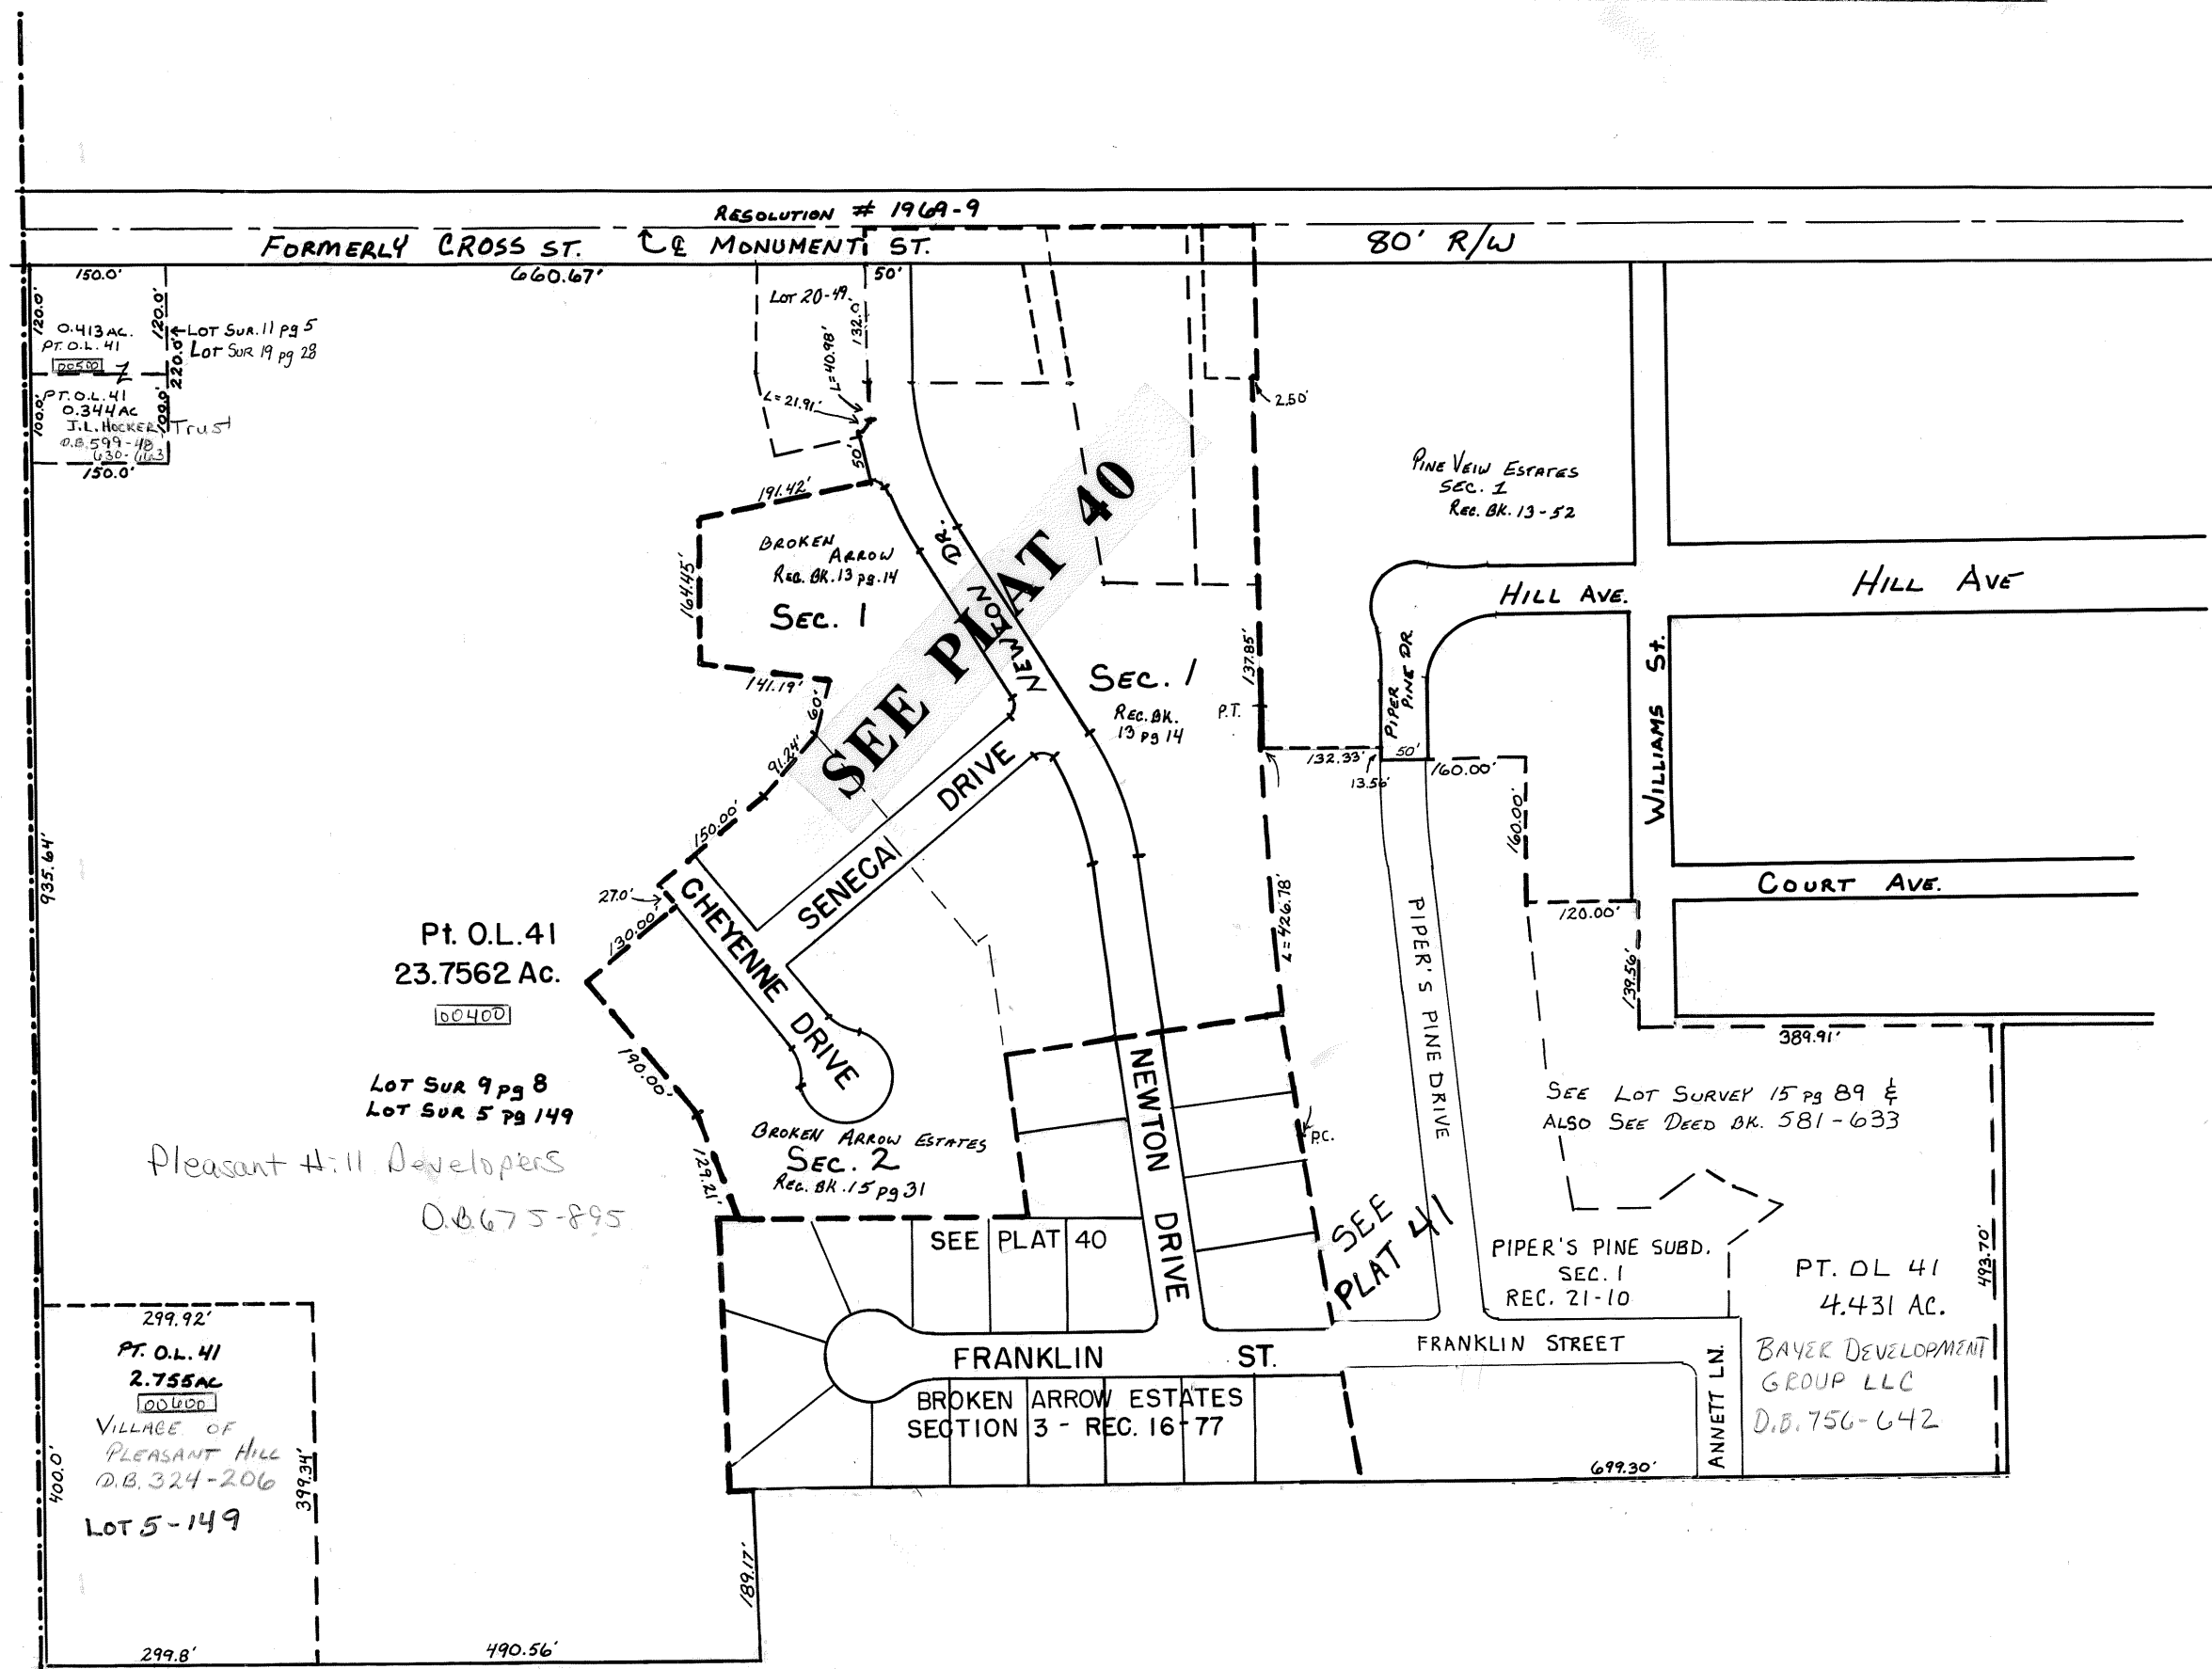 RESOLUTION # 1969-9
FORMERLY CROSS ST. ℄ MONUMENT ST.
80' R/W
150.0'
660.67'
50'
120.0'
0.413 AC.
PT. O.L. 41
00500
120.0'
220.0'
LOT SUR. 11 pg 5
LOT SUR 19 pg 28
100.0'
PT. O.L. 41
0.344 AC
J.L. HOCKER Trust
D.B. 599-48
630-663
100.0'
150.0'
LOT 20-49
132.0'
L=40.98'
L=21.91'
50'
2.50'
191.42'
BROKEN
ARROW
REC. BK. 13 pg. 14
SEC. 1
164.45'
141.19'
60'
91.24'
150.00'
27.0'
130.00'
190.00'
129.21'
SEE PLAT 40
NEWTON DR.
SEC. 1
REC. BK.
13 pg 14
137.85'
P.T.
PINE VEIW ESTATES
SEC. 1
REC. BK. 13-52
HILL AVE.
HILL AVE
PIPER
PINE DR
WILLIAMS St.
132.33'
50'
13.56'
160.00'
160.00'
COURT AVE.
120.00'
139.56'
389.91'
SENECA DRIVE
CHEYENNE DRIVE
L=426.78'
PIPER'S PINE DRIVE
935.64'
Pt. O.L. 41
23.7562 Ac.
00400
LOT SUR 9 pg 8
LOT SUR 5 pg 149
Pleasant Hill Developers
D.B. 675-895
BROKEN ARROW ESTATES
SEC. 2
REC. BK. 15 pg 31
NEWTON DRIVE
P.C.
SEE LOT SURVEY 15 pg 89 &
ALSO SEE DEED BK. 581-633
SEE PLAT 40
SEE
PLAT 41
PIPER'S PINE SUBD.
SEC. 1
REC. 21-10
PT. OL 41
4.431 AC.
493.70'
BAYER DEVELOPMENT
GROUP LLC
D.B. 756-642
FRANKLIN ST.
FRANKLIN STREET
ANNETT LN.
BROKEN ARROW ESTATES
SECTION 3 - REC. 16-77
699.30'
299.92'
PT. O.L. 41
2.755 AC
00600
VILLAGE OF
PLEASANT HILL
D.B. 324-206
LOT 5-149
400.0'
399.34'
189.17'
299.8'
490.56'